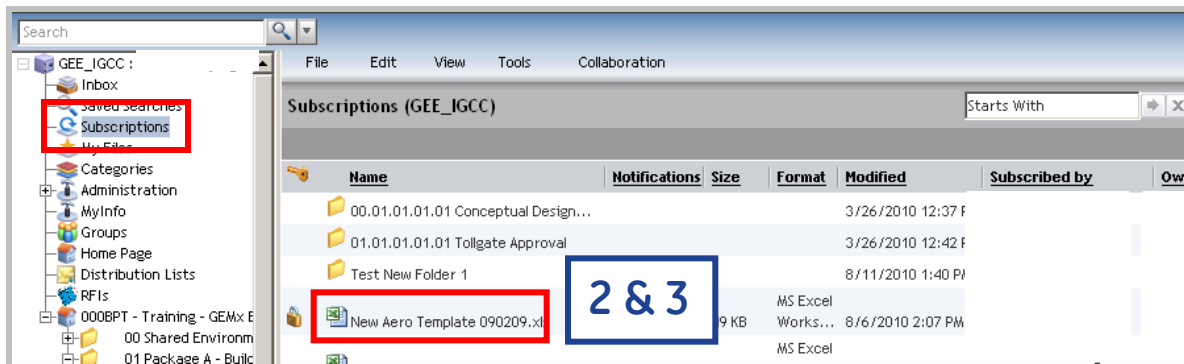 Search
GEE_IGCC :
Inbox
Saved Searches
Subscriptions
My Files
Categories
Administration
MyInfo
Groups
Home Page
Distribution Lists
RFIs
000BPT - Training - GEMx E
00 Shared Environm
01 Package A - Builc
File Edit View Tools Collaboration
Subscriptions (GEE_IGCC) Starts With
Name Notifications Size Format Modified Subscribed by Ow
00.01.01.01.01 Conceptual Design... 3/26/2010 12:37 P
01.01.01.01.01 Tollgate Approval 3/26/2010 12:42 P
Test New Folder 1 8/11/2010 1:40 PM
New Aero Template 090209.xl 9 KB MS Excel Works... 8/6/2010 2:07 PM
MS Excel
2 & 3